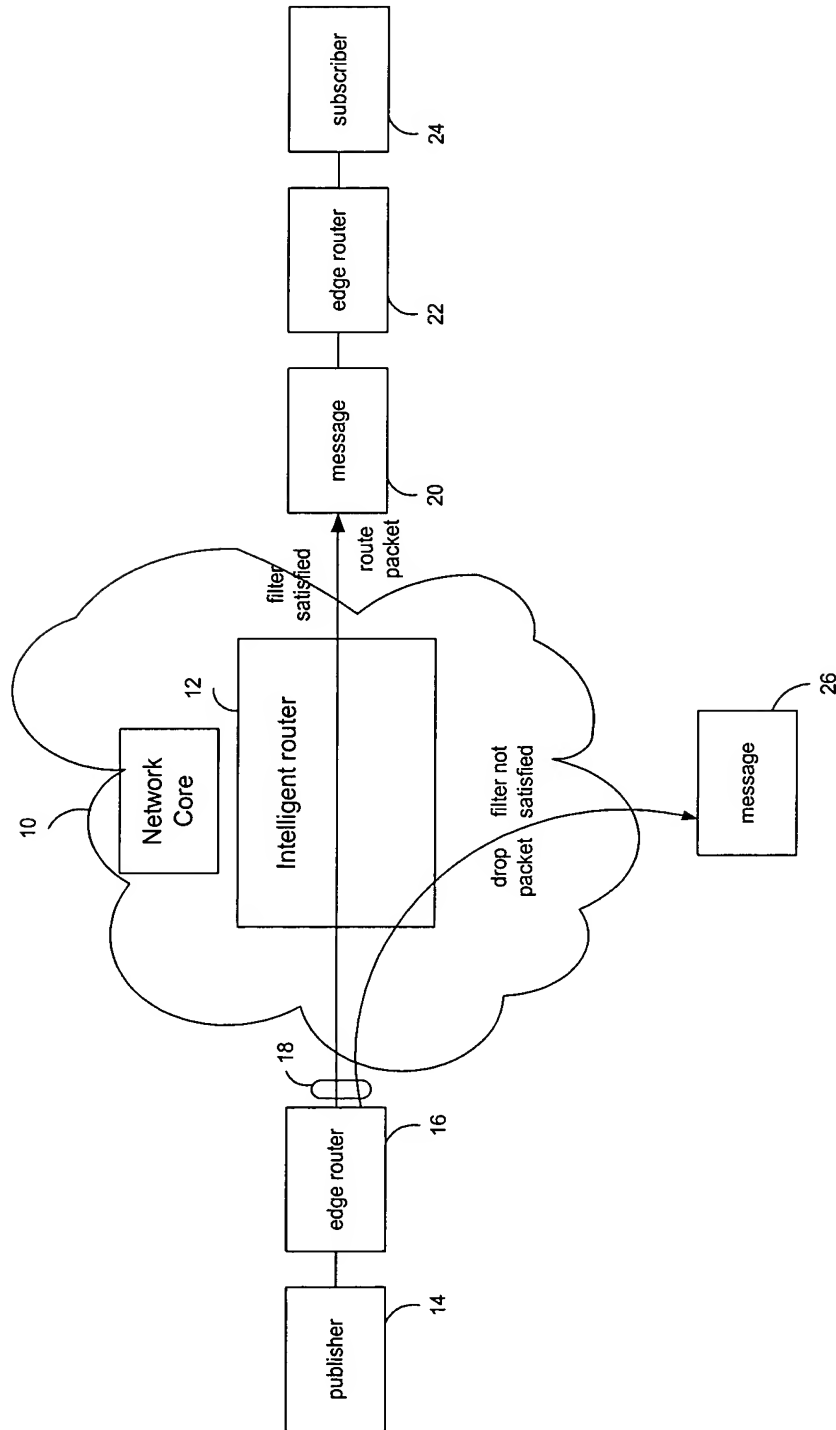 10
Network
Core
12
Intelligent router
filter
satisfied
route
packet
publisher
14
edge router
16
18
message
20
edge router
22
subscriber
24
drop
packet
filter not
satisfied
message
26